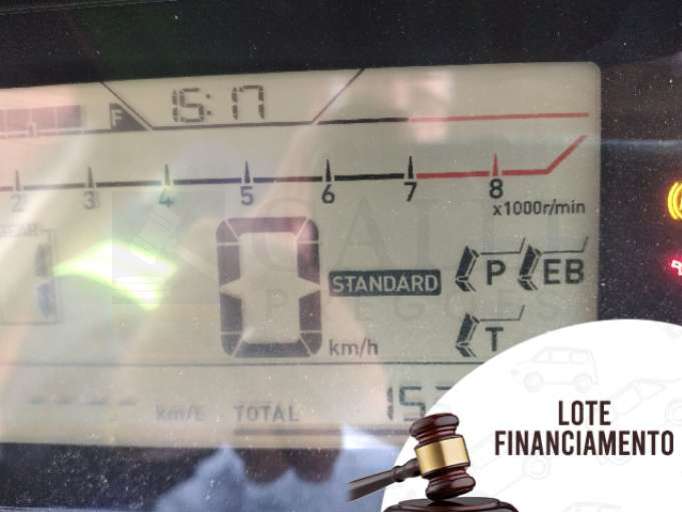 F 15:17
2 3 4 5 6 7 8
x1000r/min
0 STANDARD P EB
km/h T
km/E TOTAL
LOTE
FINANCIAMENTO